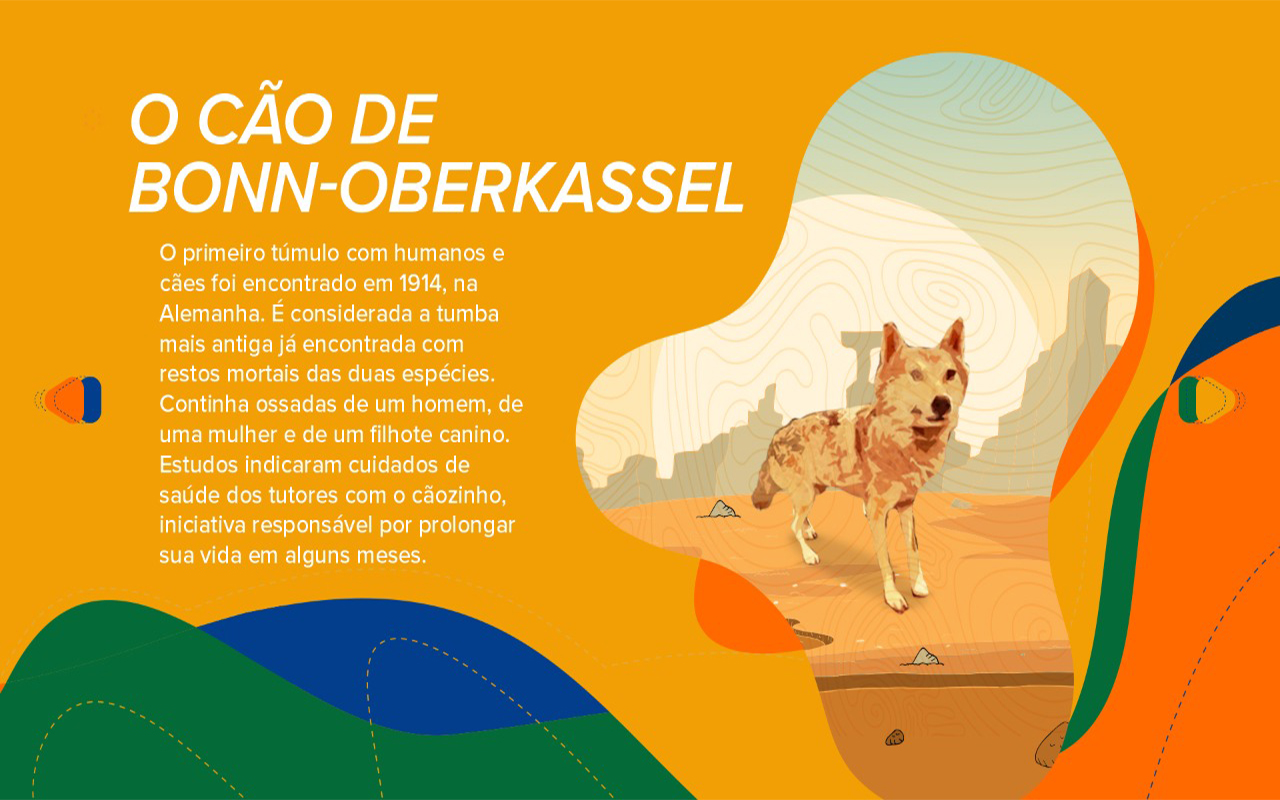 O CÃO DE
BONN-OBERKASSEL
O primeiro túmulo com humanos e
cães foi encontrado em 1914, na
Alemanha. É considerada a tumba
mais antiga já encontrada com
restos mortais das duas espécies.
Continha ossadas de um homem, de
uma mulher e de um filhote canino.
Estudos indicaram cuidados de
saúde dos tutores com o cãozinho,
iniciativa responsável por prolongar
sua vida em alguns meses.